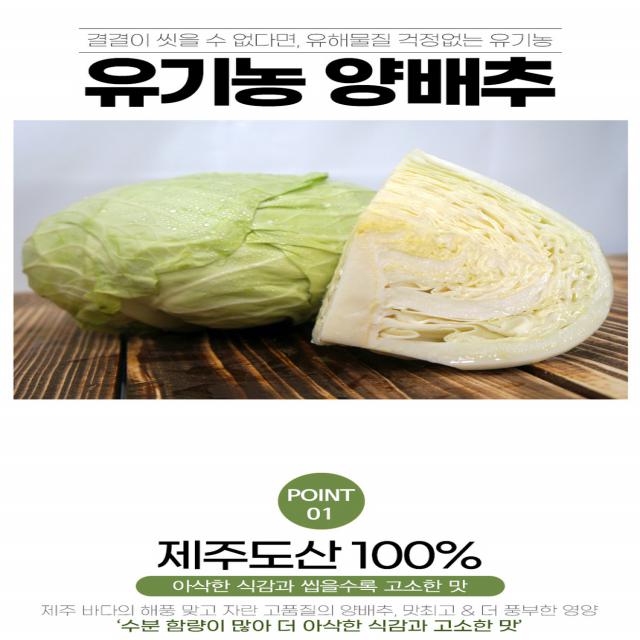 결결이 씻을 수 없다면, 유해물질 걱정없는 유기농
유기농 양배추
POINT
01
제주도산 100%
아삭한 식감과 씹을수록 고소한 맛
제주 바다의 해풍 맞고 자란 고품질의 양배추, 맛최고 & 더 풍부한 영양
‘수분 함량이 많아 더 아삭한 식감과 고소한 맛’